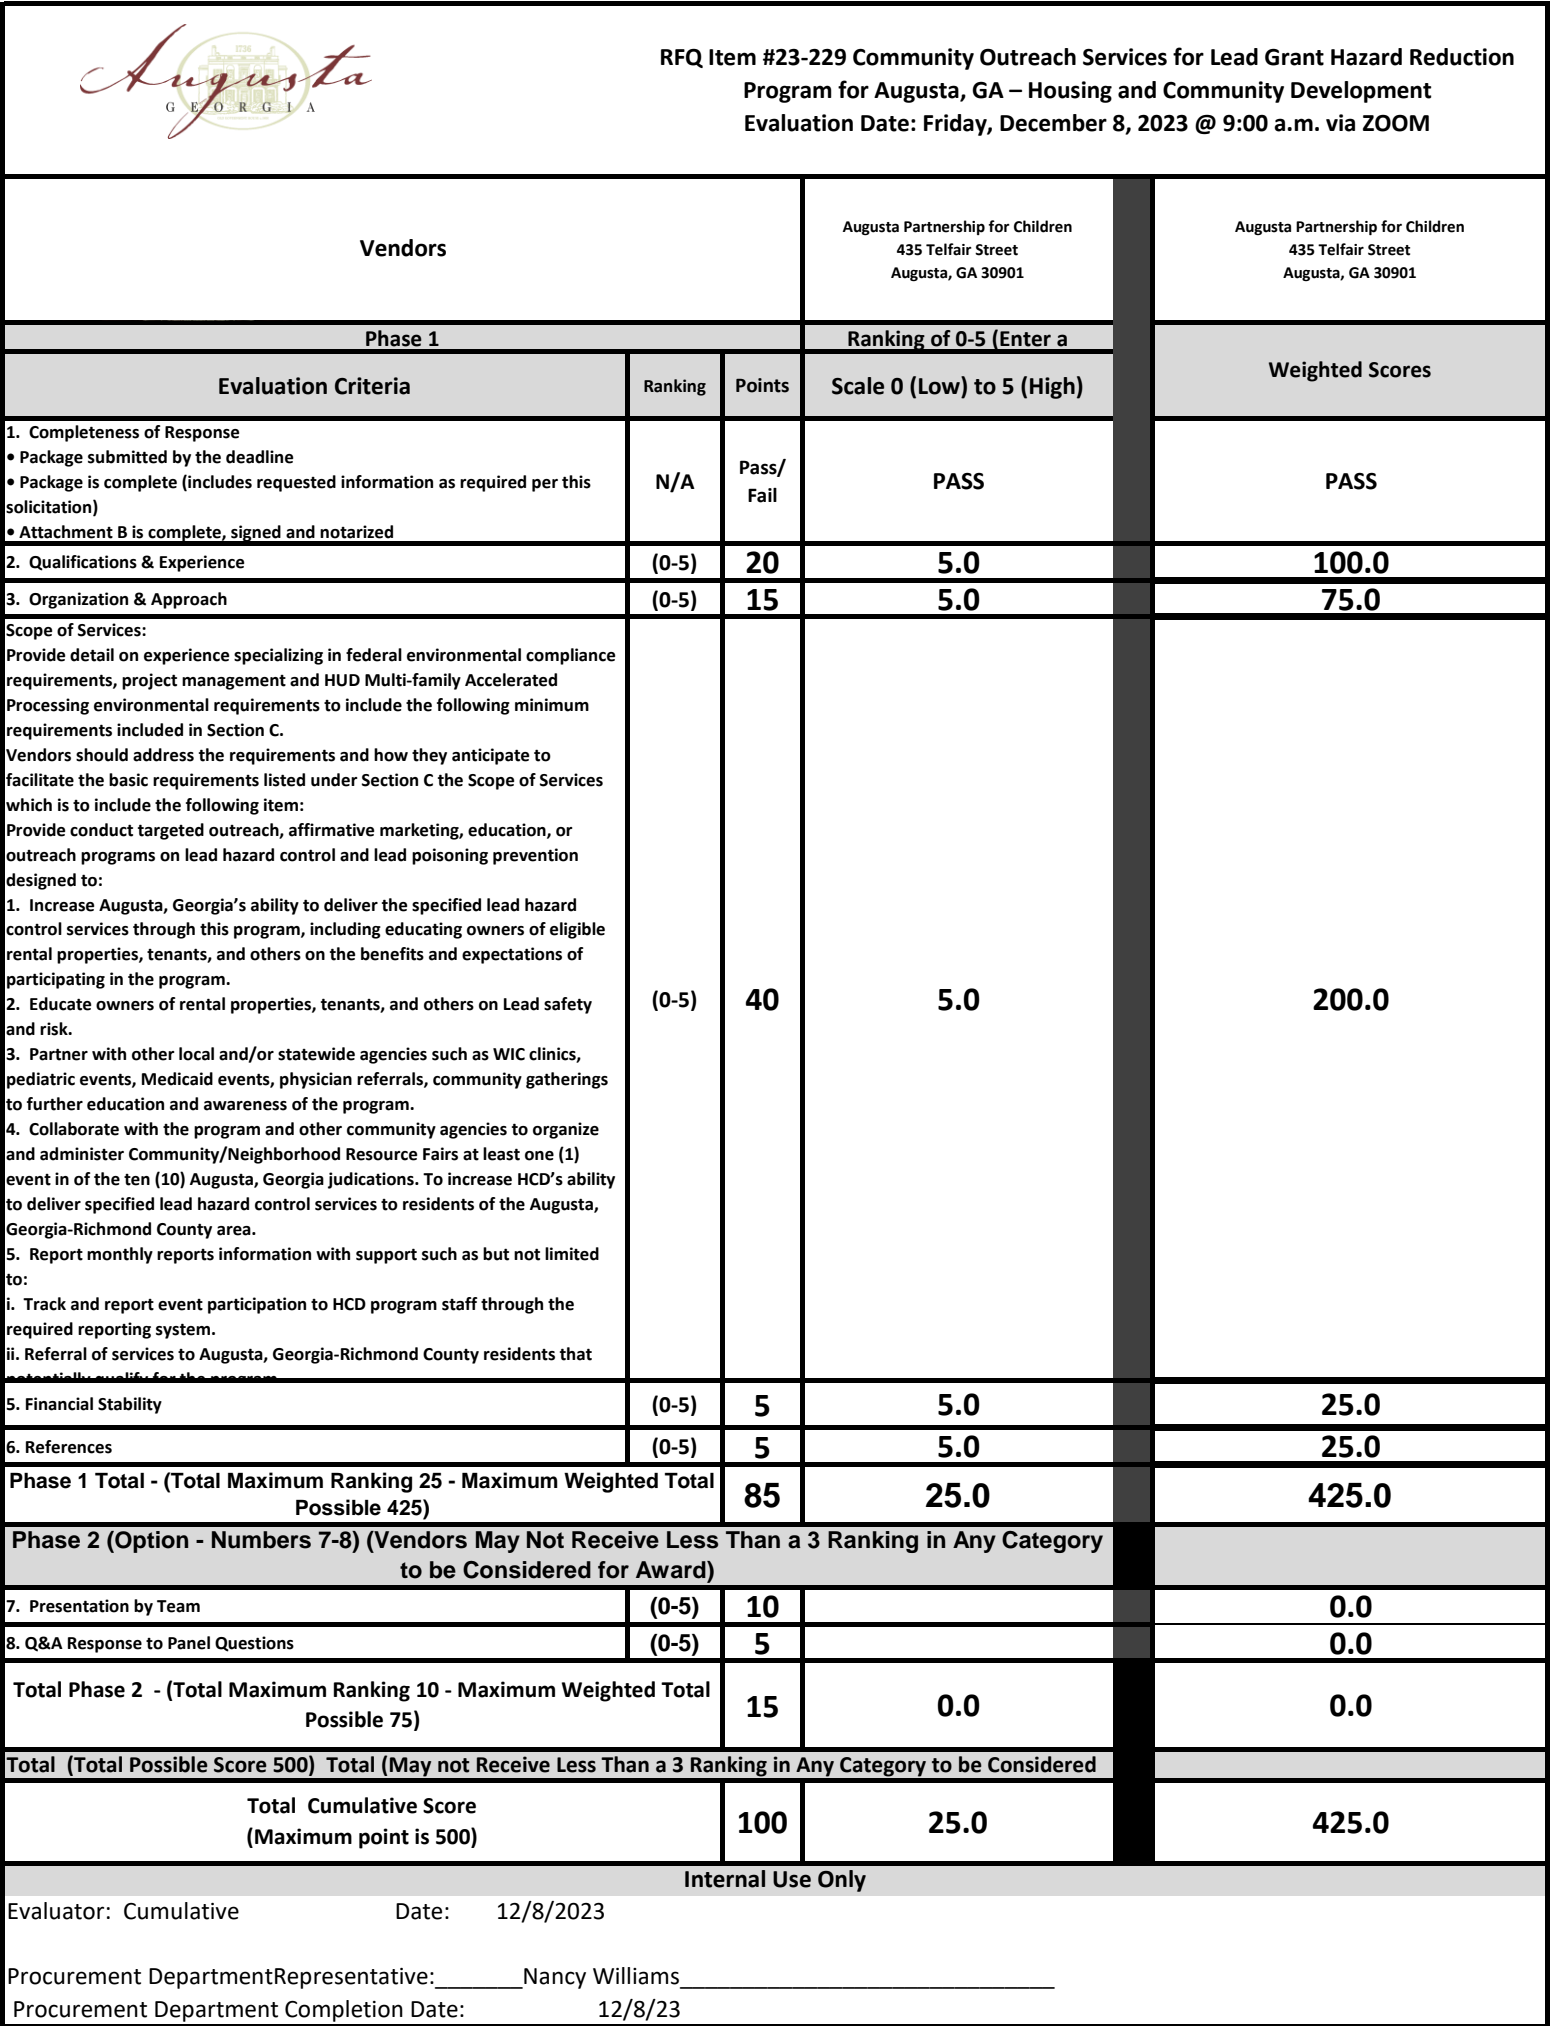 Augusta
GEORGIA
1736
RFQ Item #23-229 Community Outreach Services for Lead Grant Hazard Reduction
Program for Augusta, GA – Housing and Community Development
Evaluation Date: Friday, December 8, 2023 @ 9:00 a.m. via ZOOM
Vendors
Augusta Partnership for Children
435 Telfair Street
Augusta, GA 30901
Augusta Partnership for Children
435 Telfair Street
Augusta, GA 30901
Phase 1
Ranking of 0-5 (Enter a
Weighted Scores
Evaluation Criteria
Ranking
Points
Scale 0 (Low) to 5 (High)
1. Completeness of Response
• Package submitted by the deadline
• Package is complete (includes requested information as required per this
solicitation)
• Attachment B is complete, signed and notarized
N/A
Pass/
Fail
PASS
PASS
2. Qualifications & Experience
(0-5)
20
5.0
100.0
3. Organization & Approach
(0-5)
15
5.0
75.0
Scope of Services:
Provide detail on experience specializing in federal environmental compliance
requirements, project management and HUD Multi-family Accelerated
Processing environmental requirements to include the following minimum
requirements included in Section C.
Vendors should address the requirements and how they anticipate to
facilitate the basic requirements listed under Section C the Scope of Services
which is to include the following item:
Provide conduct targeted outreach, affirmative marketing, education, or
outreach programs on lead hazard control and lead poisoning prevention
designed to:
1. Increase Augusta, Georgia’s ability to deliver the specified lead hazard
control services through this program, including educating owners of eligible
rental properties, tenants, and others on the benefits and expectations of
participating in the program.
2. Educate owners of rental properties, tenants, and others on Lead safety
and risk.
3. Partner with other local and/or statewide agencies such as WIC clinics,
pediatric events, Medicaid events, physician referrals, community gatherings
to further education and awareness of the program.
4. Collaborate with the program and other community agencies to organize
and administer Community/Neighborhood Resource Fairs at least one (1)
event in of the ten (10) Augusta, Georgia judications. To increase HCD’s ability
to deliver specified lead hazard control services to residents of the Augusta,
Georgia-Richmond County area.
5. Report monthly reports information with support such as but not limited
to:
i. Track and report event participation to HCD program staff through the
required reporting system.
ii. Referral of services to Augusta, Georgia-Richmond County residents that
potentially qualify for the program.
(0-5)
40
5.0
200.0
5. Financial Stability
(0-5)
5
5.0
25.0
6. References
(0-5)
5
5.0
25.0
Phase 1 Total - (Total Maximum Ranking 25 - Maximum Weighted Total
Possible 425)
85
25.0
425.0
Phase 2 (Option - Numbers 7-8) (Vendors May Not Receive Less Than a 3 Ranking in Any Category
to be Considered for Award)
7. Presentation by Team
(0-5)
10
0.0
8. Q&A Response to Panel Questions
(0-5)
5
0.0
Total Phase 2 - (Total Maximum Ranking 10 - Maximum Weighted Total
Possible 75)
15
0.0
0.0
Total (Total Possible Score 500) Total (May not Receive Less Than a 3 Ranking in Any Category to be Considered
Total Cumulative Score
(Maximum point is 500)
100
25.0
425.0
Internal Use Only
Evaluator: Cumulative Date: 12/8/2023
Procurement DepartmentRepresentative:_______Nancy Williams______________________________
Procurement Department Completion Date: 12/8/23